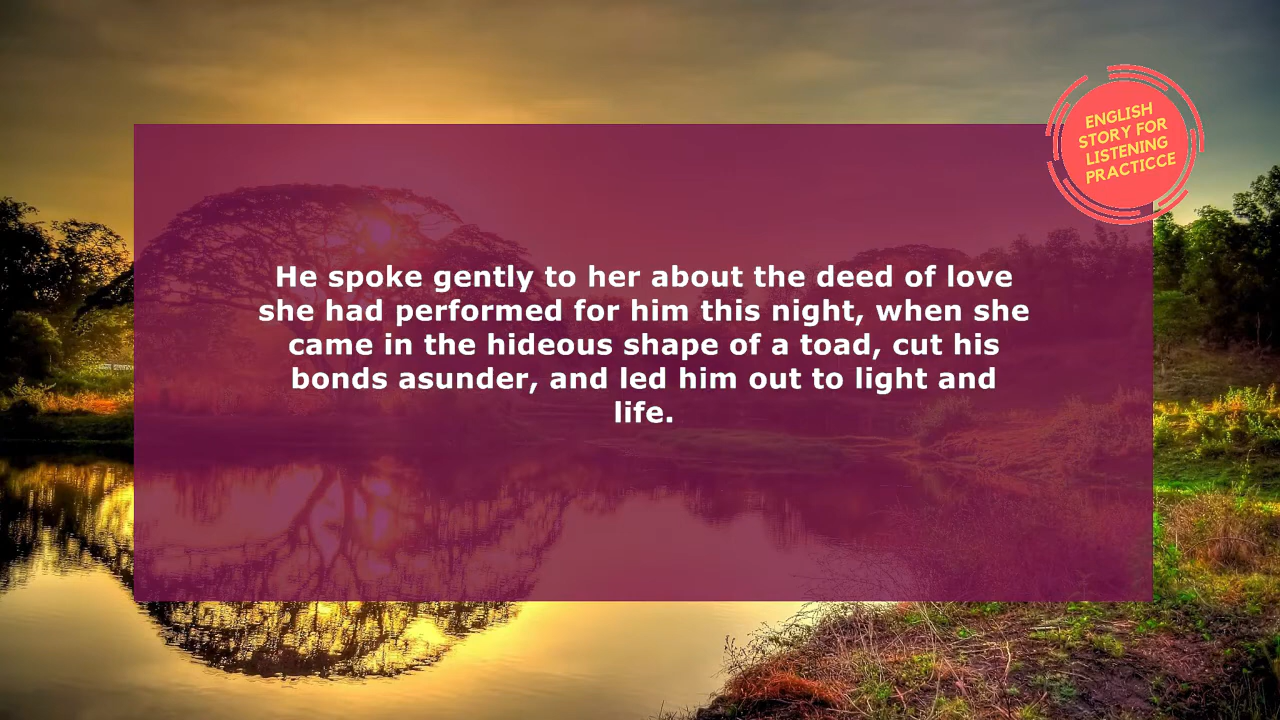 ENGLISH
STORY FOR
LISTENING
PRACTICCE
He spoke gently to her about the deed of love
she had performed for him this night, when she
came in the hideous shape of a toad, cut his
bonds asunder, and led him out to light and
life.